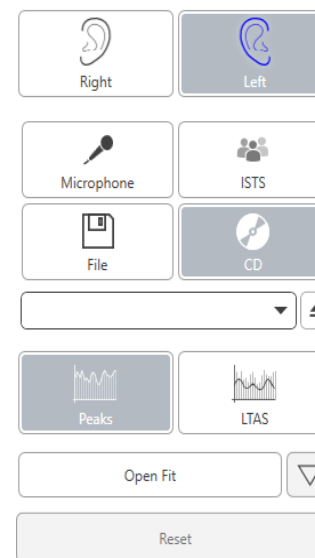 Right Left
Microphone ISTS
File CD
Peaks LTAS
Open Fit
Reset